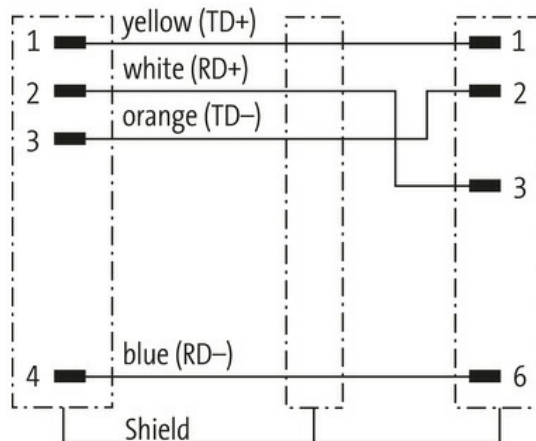 yellow (TD+)
1 1
white (RD+)
2 2
orange (TD–)
3
3
blue (RD–)
4 6
Shield